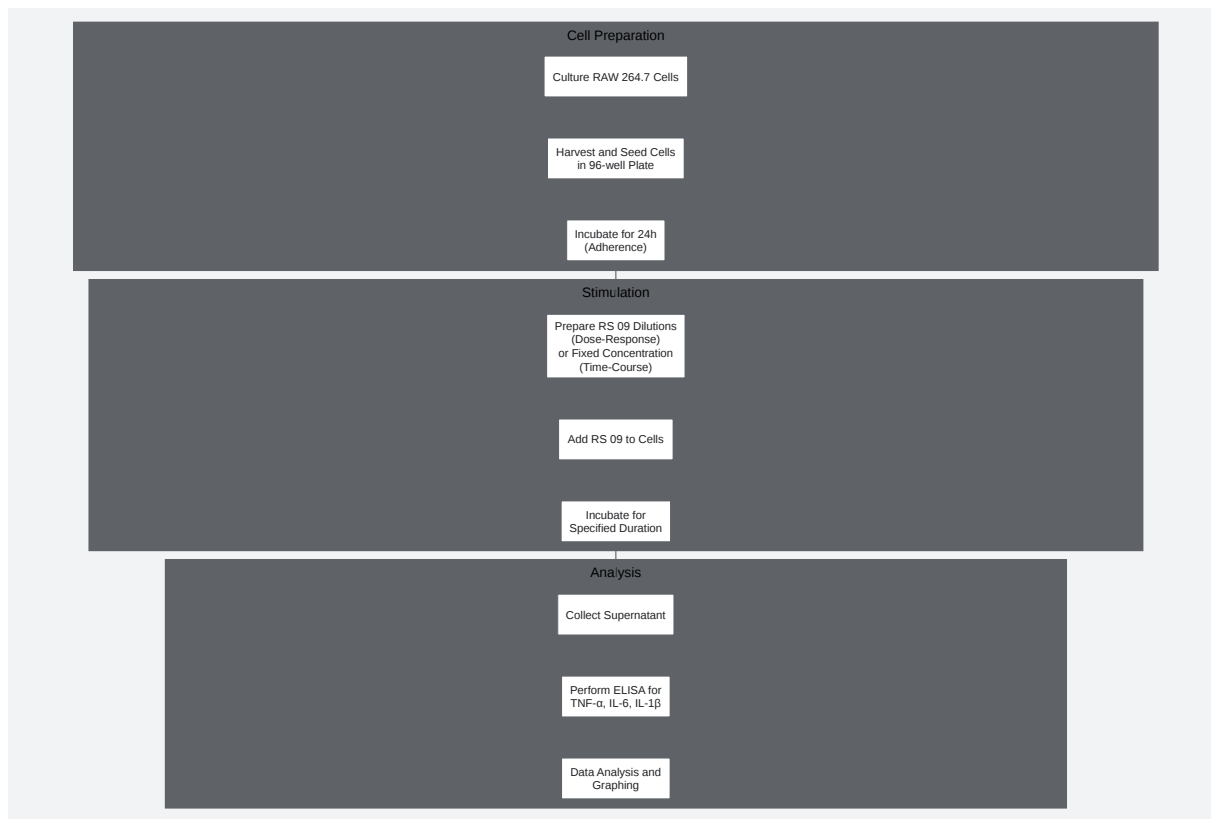 Cell Preparation
Culture RAW 264.7 Cells
Harvest and Seed Cells
in 96-well Plate
Incubate for 24h
(Adherence)
Stimulation
Prepare RS 09 Dilutions
(Dose-Response)
or Fixed Concentration
(Time-Course)
Add RS 09 to Cells
Incubate for
Specified Duration
Analysis
Collect Supernatant
Perform ELISA for
TNF-α, IL-6, IL-1β
Data Analysis and
Graphing